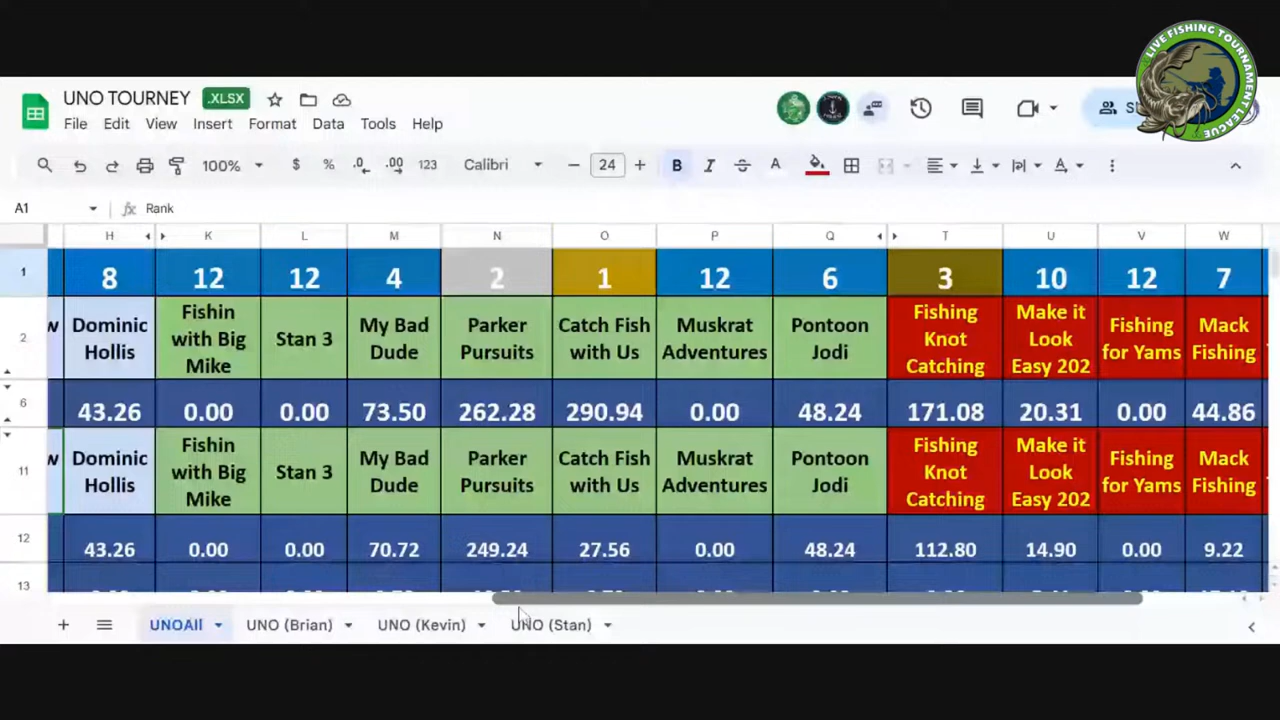 LIVE FISHING TOURNAMENT LEAGUE
UNO TOURNEY .XLSX
File Edit View Insert Format Data Tools Help
100% $ % .0 .00 123 Calibri 24 B I A
A1 fx Rank
H K L M N O P Q T U V W
1 8 12 12 4 2 1 12 6 3 10 12 7
2 Dominic Hollis Fishin with Big Mike Stan 3 My Bad Dude Parker Pursuits Catch Fish with Us Muskrat Adventures Pontoon Jodi Fishing Knot Catching Make it Look Easy 202 Fishing for Yams Mack Fishing
6 43.26 0.00 0.00 73.50 262.28 290.94 0.00 48.24 171.08 20.31 0.00 44.86
11 w Dominic Hollis Fishin with Big Mike Stan 3 My Bad Dude Parker Pursuits Catch Fish with Us Muskrat Adventures Pontoon Jodi Fishing Knot Catching Make it Look Easy 202 Fishing for Yams Mack Fishing
12 43.26 0.00 0.00 70.72 249.24 27.56 0.00 48.24 112.80 14.90 0.00 9.22
13
+ UNOAll UNO (Brian) UNO (Kevin) UNO (Stan)